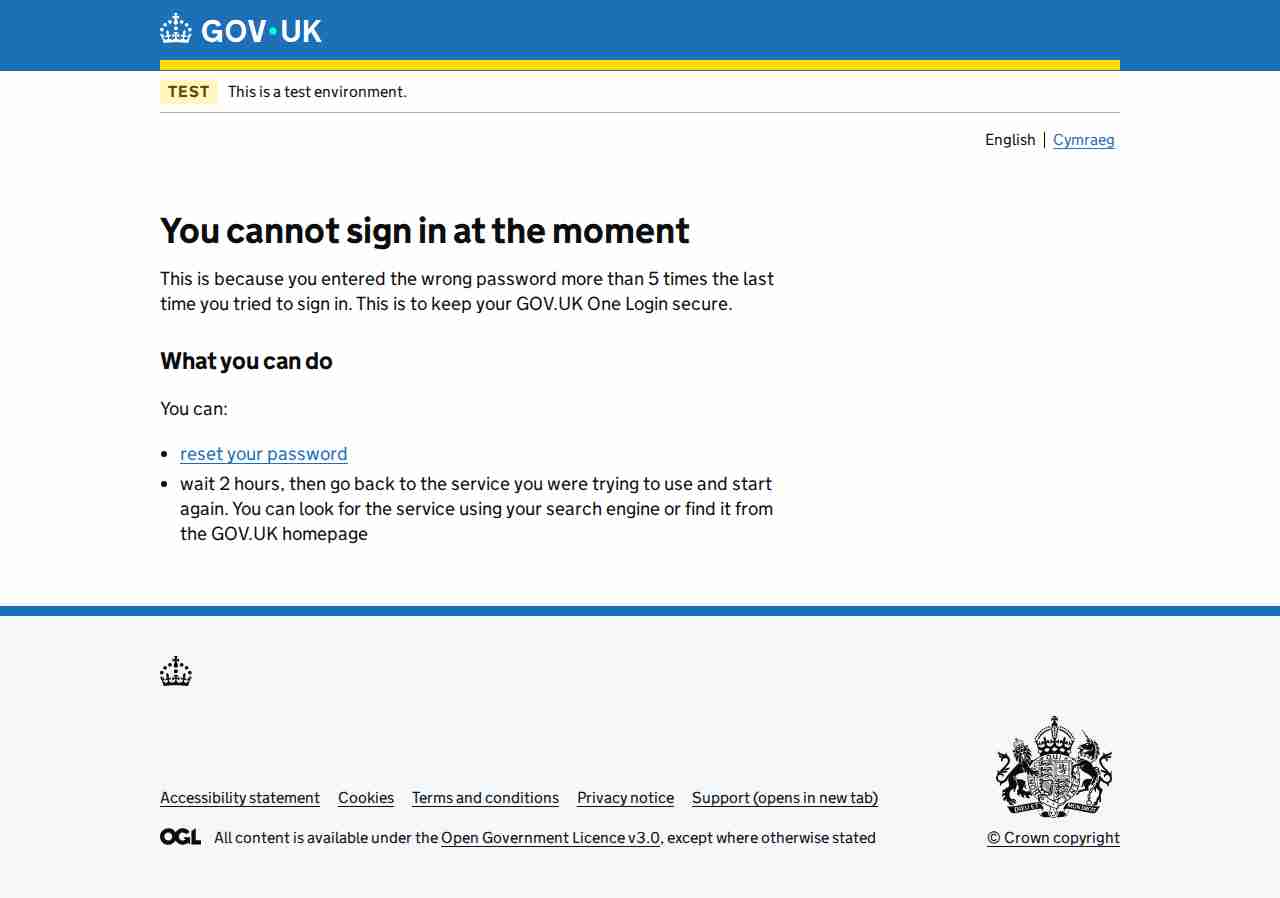 GOV·UK
TEST This is a test environment.
English | Cymraeg
You cannot sign in at the moment
This is because you entered the wrong password more than 5 times the last
time you tried to sign in. This is to keep your GOV.UK One Login secure.
What you can do
You can:
• reset your password
• wait 2 hours, then go back to the service you were trying to use and start
again. You can look for the service using your search engine or find it from
the GOV.UK homepage
Accessibility statement Cookies Terms and conditions Privacy notice Support (opens in new tab)
OGL All content is available under the Open Government Licence v3.0, except where otherwise stated
© Crown copyright